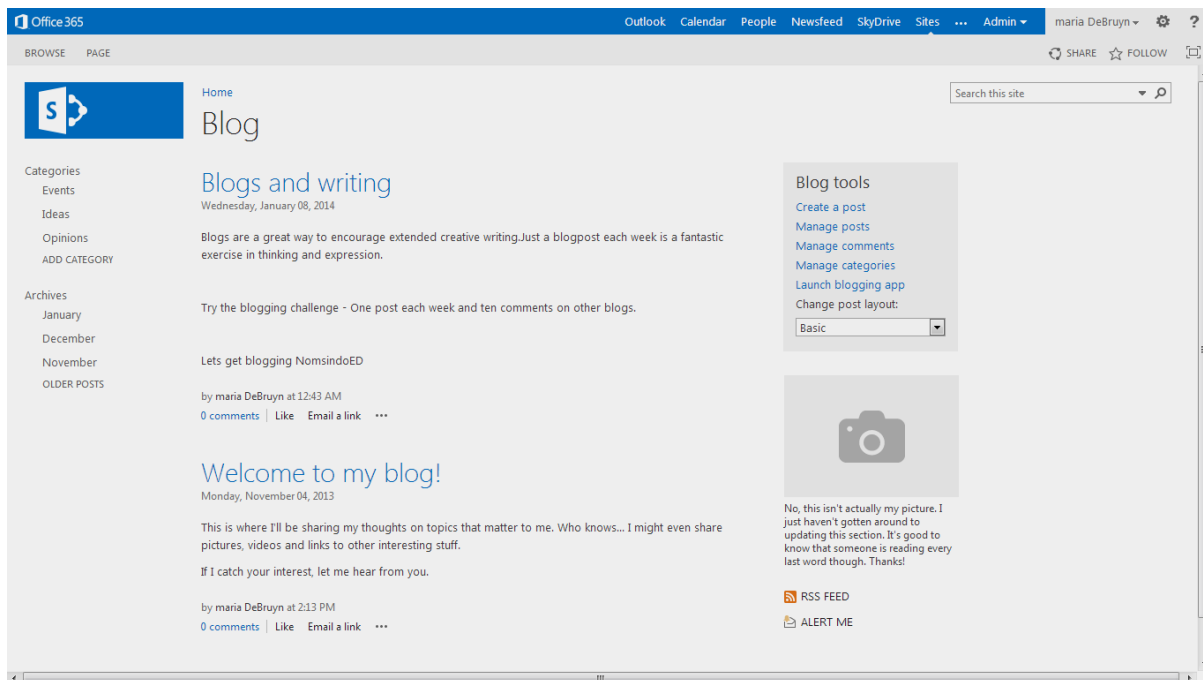 Office 365
Outlook Calendar People Newsfeed SkyDrive Sites ... Admin maria DeBruyn ?
BROWSE PAGE
SHARE FOLLOW
S
Home
Blog
Search this site
Categories
Events
Ideas
Opinions
ADD CATEGORY
Archives
January
December
November
OLDER POSTS
Blogs and writing
Wednesday, January 08, 2014
Blogs are a great way to encourage extended creative writing.Just a blogpost each week is a fantastic
exercise in thinking and expression.
Try the blogging challenge - One post each week and ten comments on other blogs.
Lets get blogging NomsindoED
by maria DeBruyn at 12:43 AM
0 comments Like Email a link ...
Welcome to my blog!
Monday, November 04, 2013
This is where I'll be sharing my thoughts on topics that matter to me. Who knows... I might even share
pictures, videos and links to other interesting stuff.
If I catch your interest, let me hear from you.
by maria DeBruyn at 2:13 PM
0 comments Like Email a link ...
Blog tools
Create a post
Manage posts
Manage comments
Manage categories
Launch blogging app
Change post layout:
Basic
No, this isn't actually my picture. I
just haven't gotten around to
updating this section. It's good to
know that someone is reading every
last word though. Thanks!
RSS FEED
ALERT ME